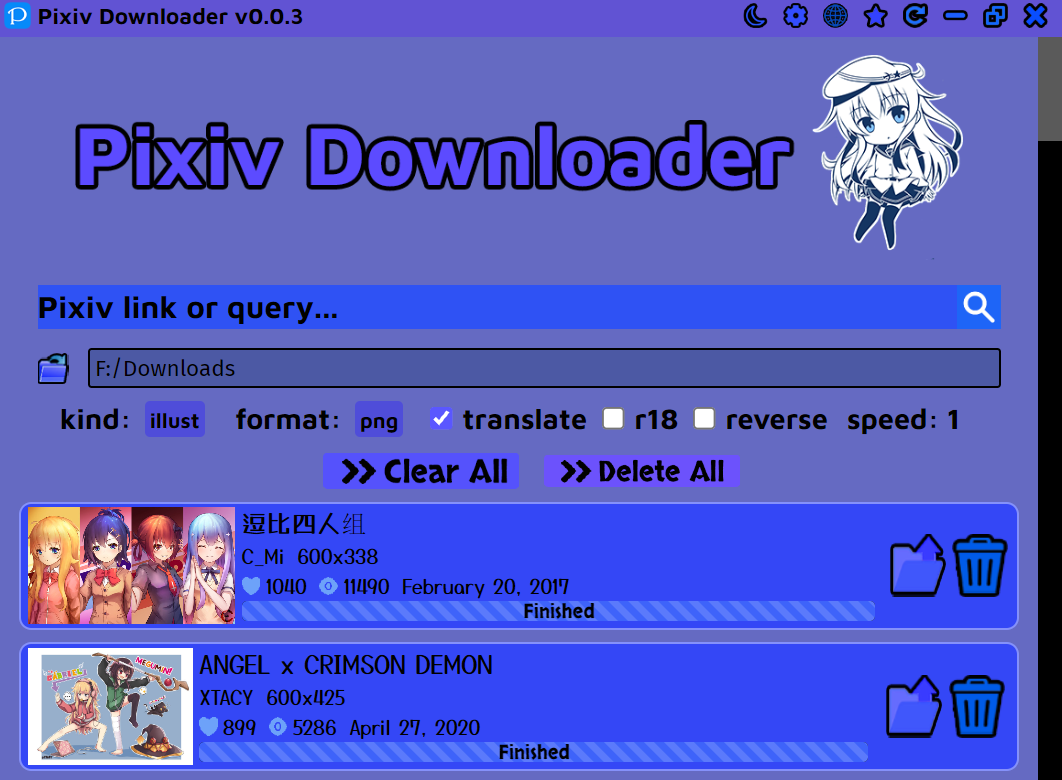 Pixiv Downloader v0.0.3
Pixiv Downloader
Pixiv link or query...
F:/Downloads
kind: illust format: png translate r18 reverse speed: 1
>> Clear All >> Delete All
逗比四人组
C_Mi 600x338
1040 11490 February 20, 2017
Finished
MEGUMIN!
ANGEL x CRIMSON DEMON
XTACY 600x425
899 5286 April 27, 2020
Finished